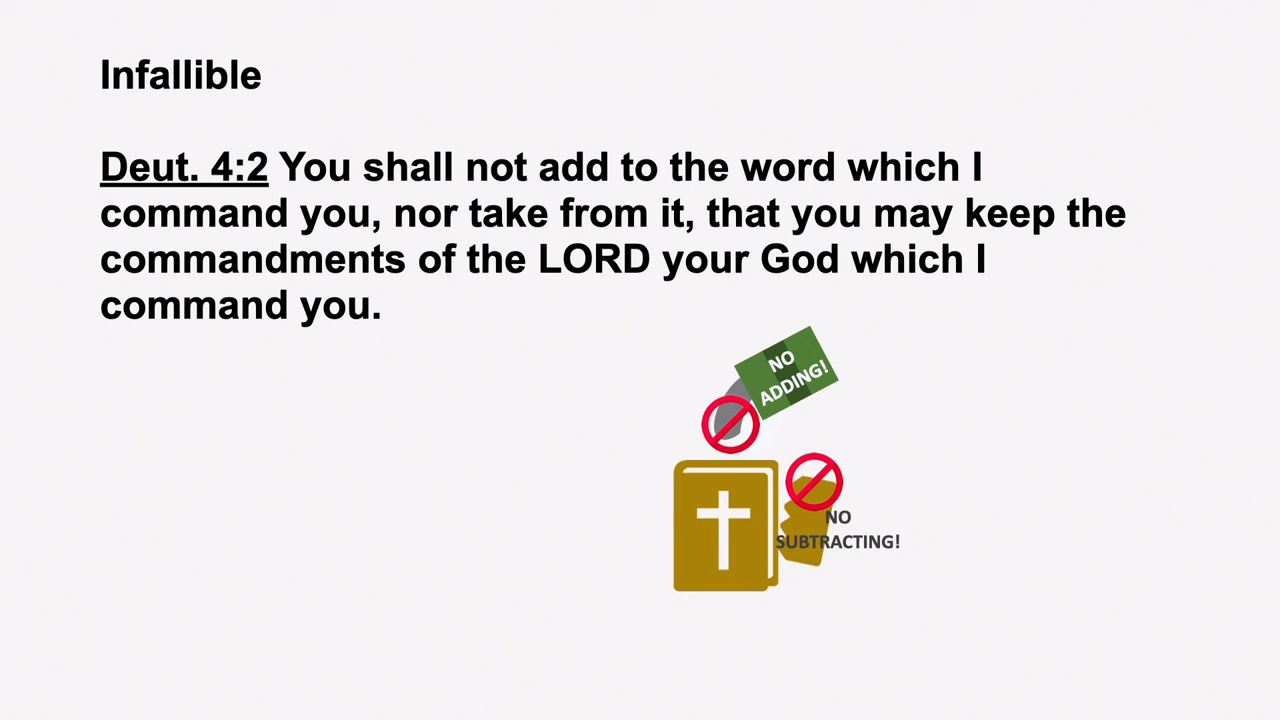 Infallible
Deut. 4:2 You shall not add to the word which I
command you, nor take from it, that you may keep the
commandments of the LORD your God which I
command you.
NO
ADDING!
NO
SUBTRACTING!